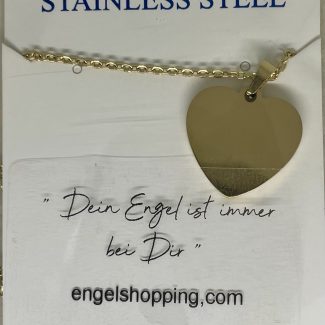 STAINLESS STEEL
" Dein Engel ist immer
bei Dir "
engelshopping,com